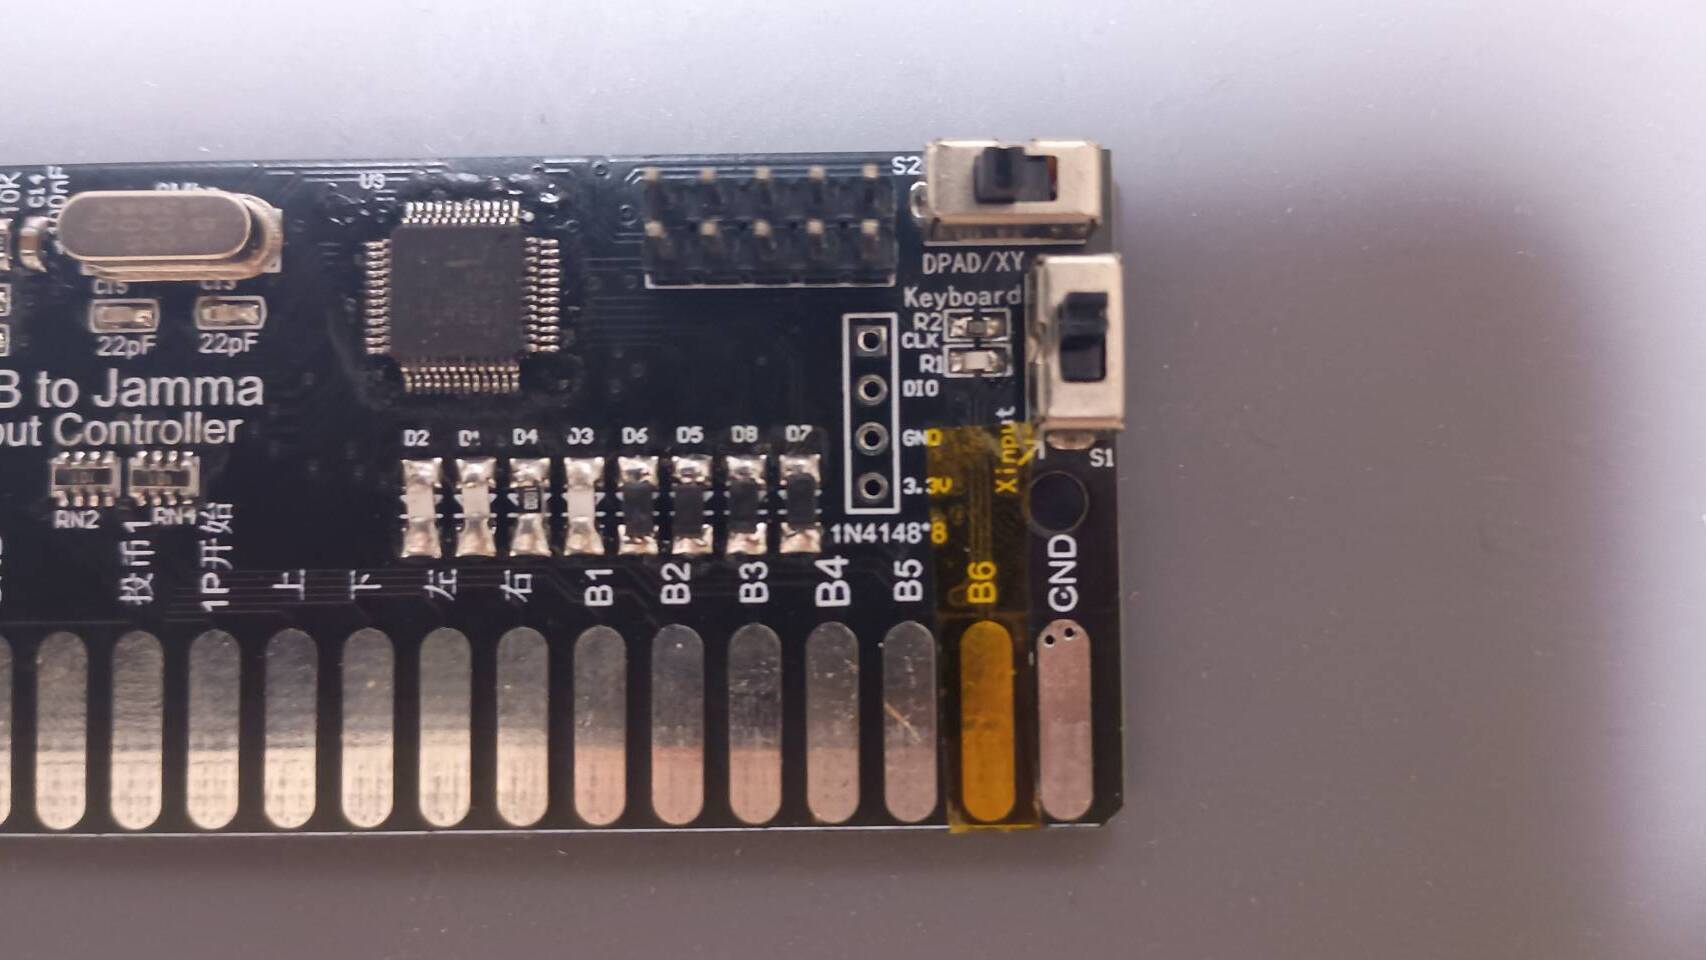 10K
C14
100nF
U3
S2
DPAD/XY
Keyboard
R2
CLK
R1
DIO
GND
3.3V
Xinput
S1
C15
C13
22pF
22pF
B to Jamma
out Controller
RN2
RN4
D2
D1
D4
D3
D6
D5
D8
D7
1N4148*8
投币1
1P开始
上
下
左
右
B1
B2
B3
B4
B5
B6
GND